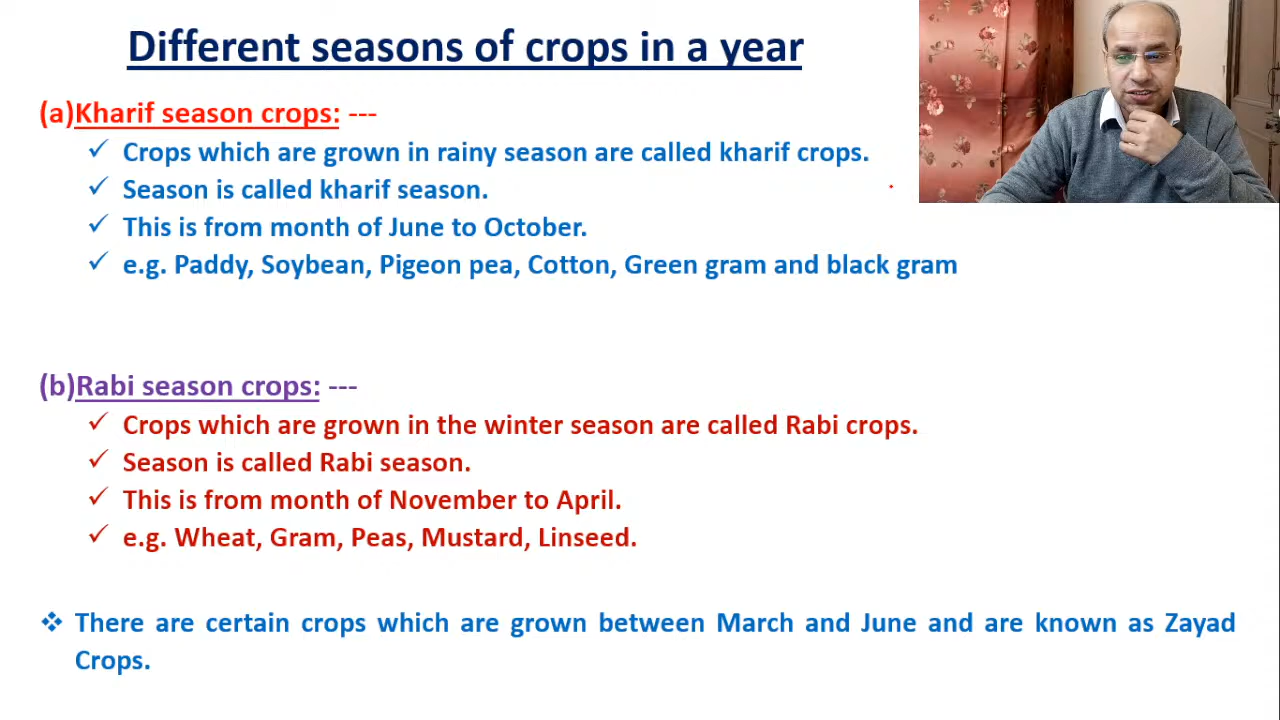 Different seasons of crops in a year
(a)Kharif season crops: ---
✓ Crops which are grown in rainy season are called kharif crops.
✓ Season is called kharif season.
✓ This is from month of June to October.
✓ e.g. Paddy, Soybean, Pigeon pea, Cotton, Green gram and black gram
(b)Rabi season crops: ---
✓ Crops which are grown in the winter season are called Rabi crops.
✓ Season is called Rabi season.
✓ This is from month of November to April.
✓ e.g. Wheat, Gram, Peas, Mustard, Linseed.
❖ There are certain crops which are grown between March and June and are known as Zayad
Crops.